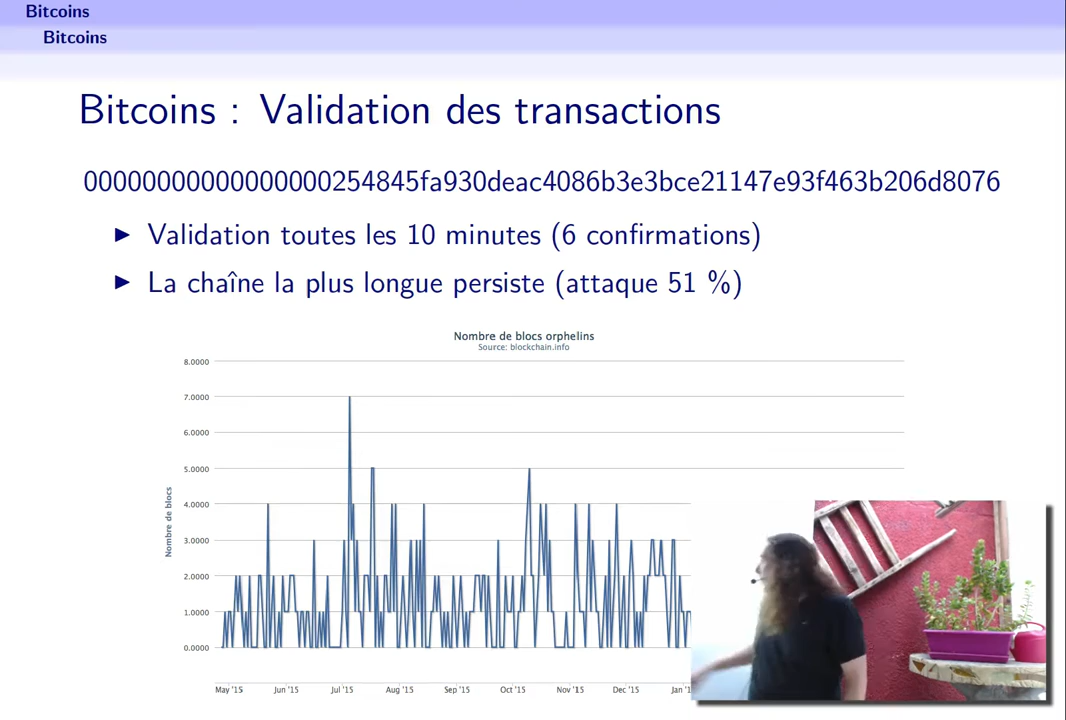 Bitcoins
Bitcoins
Bitcoins : Validation des transactions
00000000000000000254845fa930deac4086b3e3bce21147e93f463b206d8076
▶ Validation toutes les 10 minutes (6 confirmations)
▶ La chaîne la plus longue persiste (attaque 51 %)
Nombre de blocs orphelins
Source: blockchain.info
8.0000
7.0000
6.0000
5.0000
4.0000
3.0000
2.0000
1.0000
0.0000
Nombre de blocs
May '15 Jun '15 Jul '15 Aug '15 Sep '15 Oct '15 Nov '15 Dec '15 Jan '1